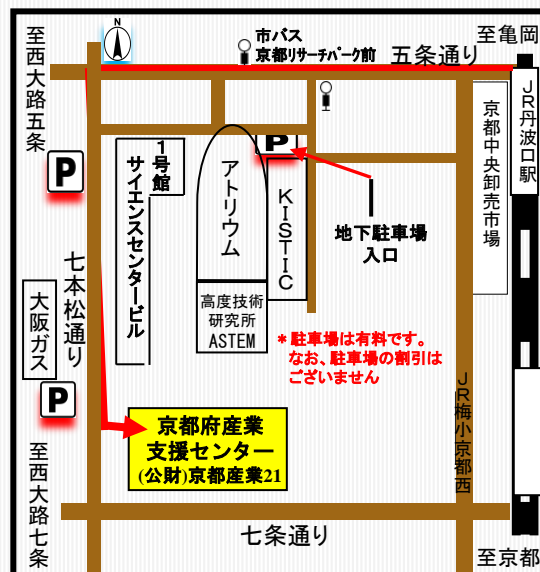 N
至亀岡
市バス
京都リサーチパーク前
五条通り
至西大路五条
JR丹波口駅
京都中央卸売市場
P
P
1号館
サイエンスセンタービル
アトリウム
KISTIC
地下駐車場
入口
七本松通り
高度技術
研究所
ASTEM
大阪ガス
*駐車場は有料です。
なお、駐車場の割引は
ございません
P
JR梅小京都西
京都府産業
支援センター
(公財)京都産業21
至西大路七条
七条通り
至京都